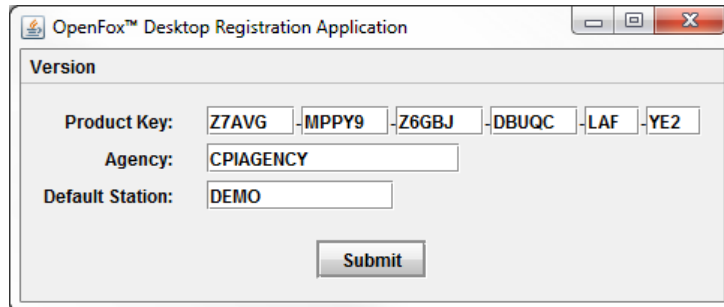 OpenFox™ Desktop Registration Application
Version
Product Key: Z7AVG -MPPY9 -Z6GBJ -DBUQC -LAF -YE2
Agency: CPIAGENCY
Default Station: DEMO
Submit